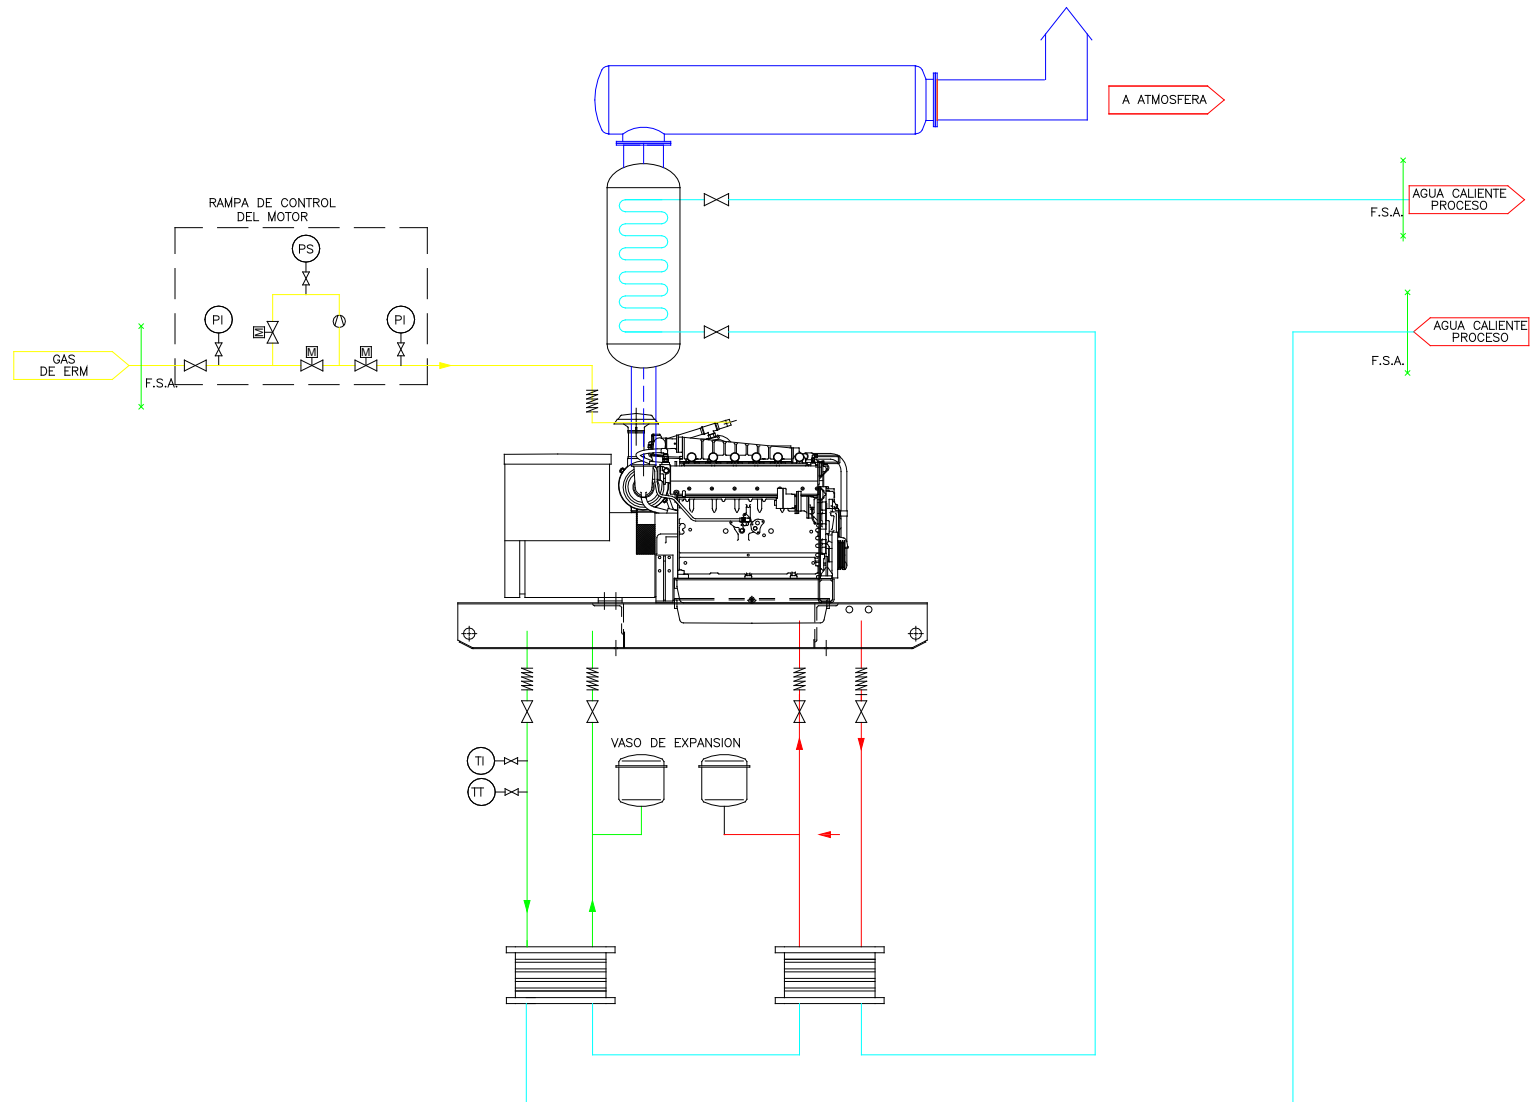 A ATMOSFERA
AGUA CALIENTE
PROCESO
F.S.A.
RAMPA DE CONTROL
DEL MOTOR
PS
PI
PI
M
M
M
GAS
DE ERM
F.S.A.
AGUA CALIENTE
PROCESO
F.S.A.
VASO DE EXPANSION
TI
TT